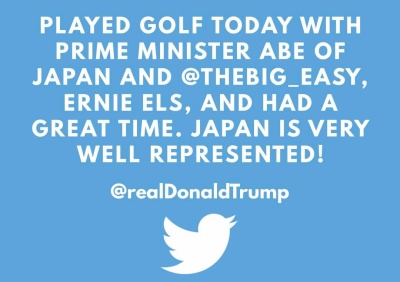 PLAYED GOLF TODAY WITH
PRIME MINISTER ABE OF
JAPAN AND @THEBIG_EASY,
ERNIE ELS, AND HAD A
GREAT TIME. JAPAN IS VERY
WELL REPRESENTED!
@realDonaldTrump